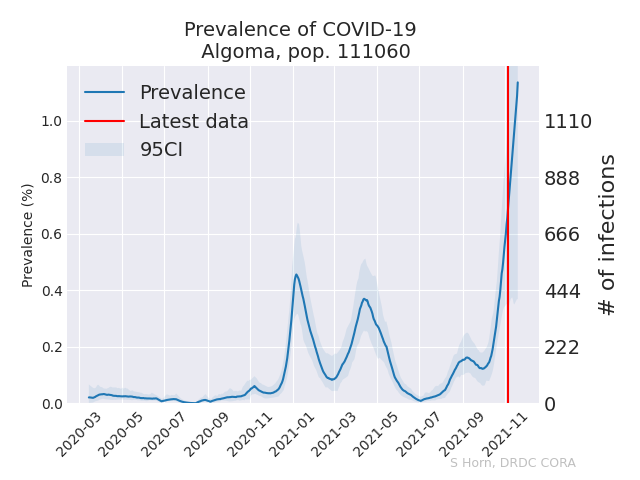 Prevalence of COVID-19
Algoma, pop. 111060
Prevalence
Latest data
95CI
Prevalence (%)
1.0
0.8
0.6
0.4
0.2
0.0
1110
888
666
444
222
0
# of infections
2020-03
2020-05
2020-07
2020-09
2020-11
2021-01
2021-03
2021-05
2021-07
2021-09
2021-11
S Horn, DRDC CORA